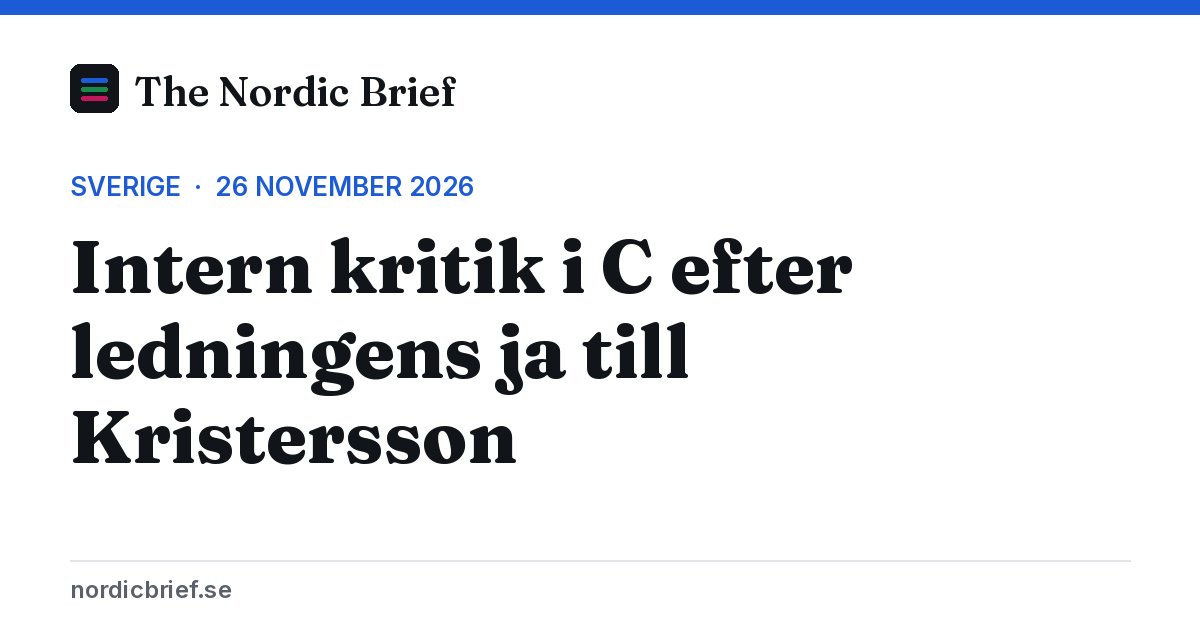 The Nordic Brief
SVERIGE · 26 NOVEMBER 2026
Intern kritik i C efter
ledningens ja till
Kristersson
nordicbrief.se